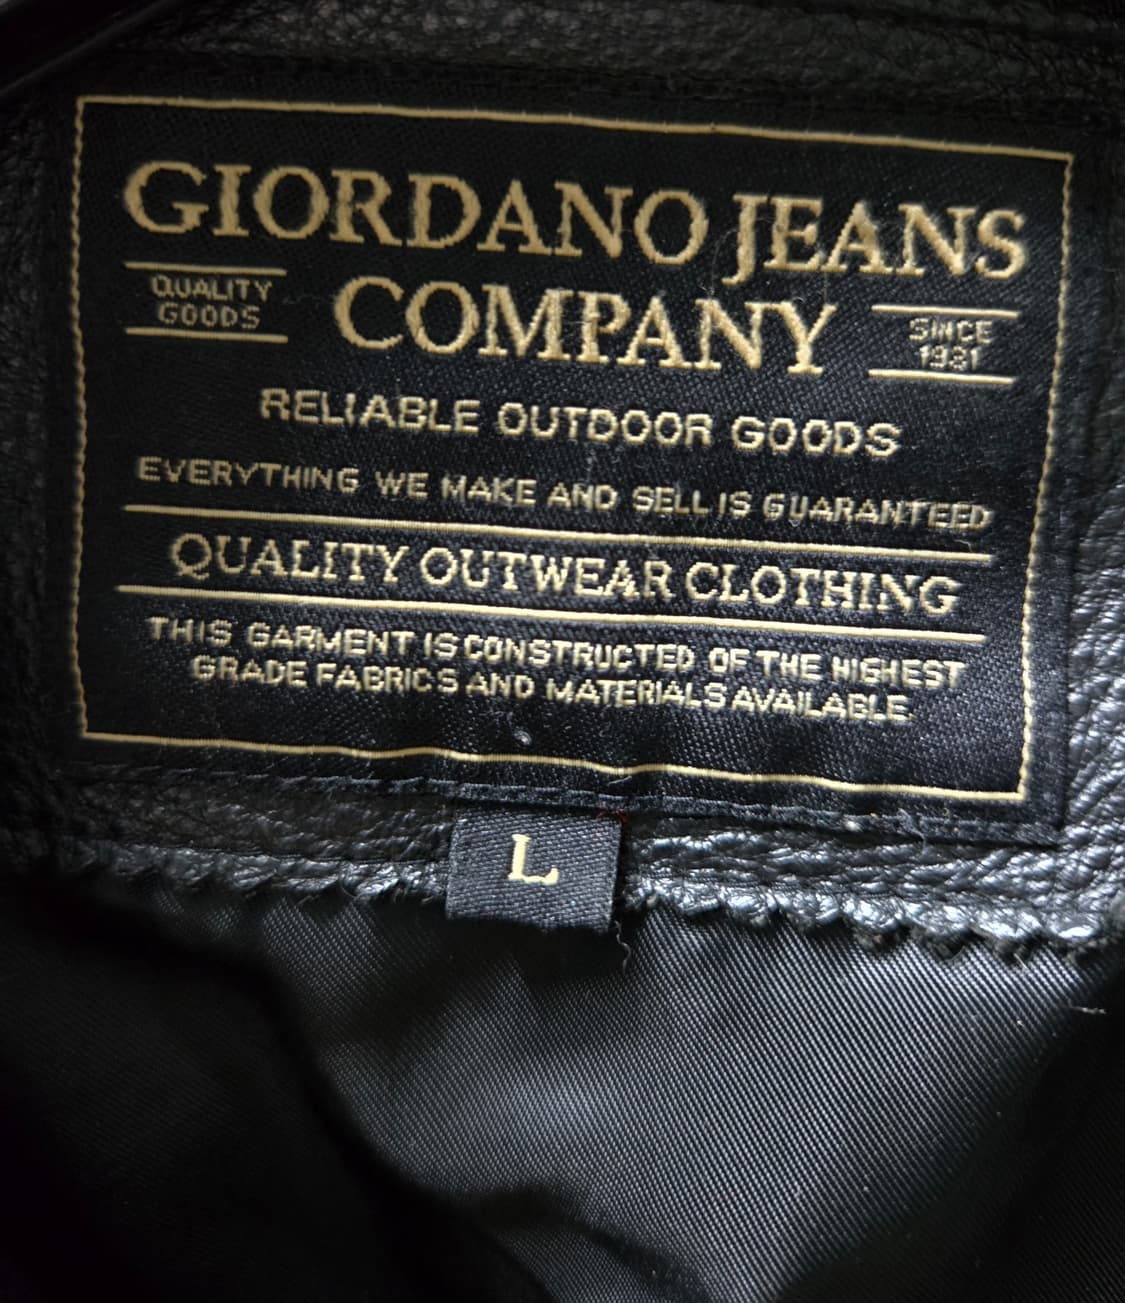 GIORDANO JEANS
COMPANY
QUALITY
GOODS
SINCE
1931
RELIABLE OUTDOOR GOODS
EVERYTHING WE MAKE AND SELL IS GUARANTEED
QUALITY OUTWEAR CLOTHING
THIS GARMENT IS CONSTRUCTED OF THE HIGHEST
GRADE FABRICS AND MATERIALS AVAILABLE.
L